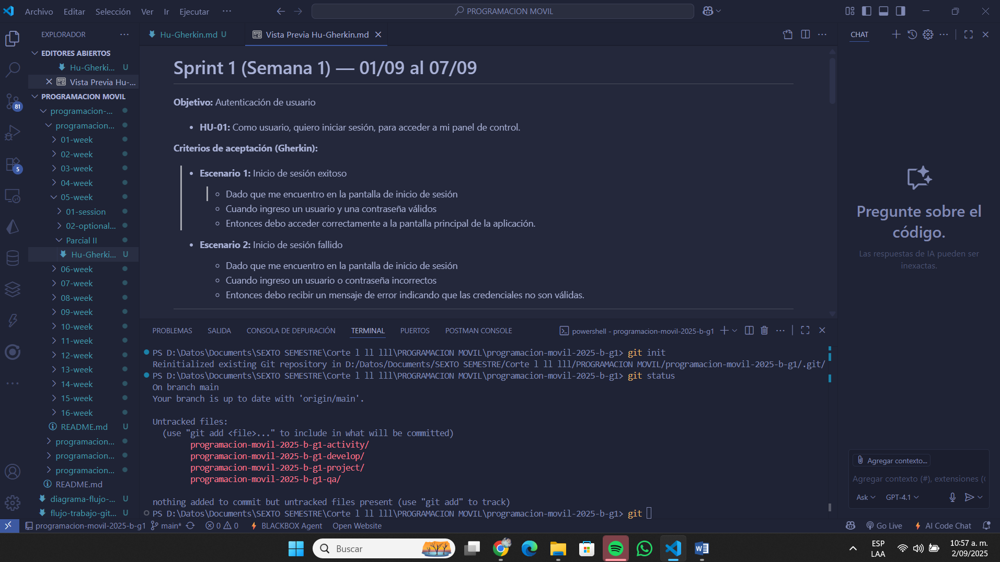 Archivo Editar Selección Ver Ir Ejecutar ··· PROGRAMACION MOVIL
EXPLORADOR
EDITORES ABIERTOS
Hu-Gherki... U
Vista Previa Hu-...
PROGRAMACION MOVIL
programacion-...
programacion...
01-week
02-week
03-week
04-week
05-week
01-session
02-optional...
Parcial II
Hu-Gherki... U
06-week
07-week
08-week
09-week
10-week
11-week
12-week
13-week
14-week
15-week
16-week
README.md U
programacion...
programacion...
programacion...
README.md
diagrama-flujo-... U
flujo-trabajo-git... U
81
5
Hu-Gherkin.md U Vista Previa Hu-Gherkin.md
Sprint 1 (Semana 1) — 01/09 al 07/09
Objetivo: Autenticación de usuario
• HU-01: Como usuario, quiero iniciar sesión, para acceder a mi panel de control.
Criterios de aceptación (Gherkin):
• Escenario 1: Inicio de sesión exitoso
◦ Dado que me encuentro en la pantalla de inicio de sesión
◦ Cuando ingreso un usuario y una contraseña válidos
◦ Entonces debo acceder correctamente a la pantalla principal de la aplicación.
• Escenario 2: Inicio de sesión fallido
◦ Dado que me encuentro en la pantalla de inicio de sesión
◦ Cuando ingreso un usuario o contraseña incorrectos
◦ Entonces debo recibir un mensaje de error indicando que las credenciales no son válidas.
PROBLEMAS SALIDA CONSOLA DE DEPURACIÓN TERMINAL PUERTOS POSTMAN CONSOLE powershell - programacion-movil-2025-b-g1
PS D:\Datos\Documents\SEXTO SEMESTRE\Corte l ll lll\PROGRAMACION MOVIL\programacion-movil-2025-b-g1> git init
Reinitialized existing Git repository in D:/Datos/Documents/SEXTO SEMESTRE/Corte l ll lll/PROGRAMACION MOVIL/programacion-movil-2025-b-g1/.git/
PS D:\Datos\Documents\SEXTO SEMESTRE\Corte l ll lll\PROGRAMACION MOVIL\programacion-movil-2025-b-g1> git status
On branch main
Your branch is up to date with 'origin/main'.
Untracked files:
(use "git add <file>..." to include in what will be committed)
programacion-movil-2025-b-g1-activity/
programacion-movil-2025-b-g1-develop/
programacion-movil-2025-b-g1-project/
programacion-movil-2025-b-g1-qa/
nothing added to commit but untracked files present (use "git add" to track)
PS D:\Datos\Documents\SEXTO SEMESTRE\Corte l ll lll\PROGRAMACION MOVIL\programacion-movil-2025-b-g1> git
CHAT
Pregunte sobre el
código.
Las respuestas de IA pueden ser
inexactas.
Agregar contexto...
Agregar contexto (#), extensiones (
Ask GPT-4.1
programacion-movil-2025-b-g1 main* 0 0 BLACKBOX Agent Open Website Go Live AI Code Chat
Buscar
ESP
LAA
10:57 a. m.
2/09/2025